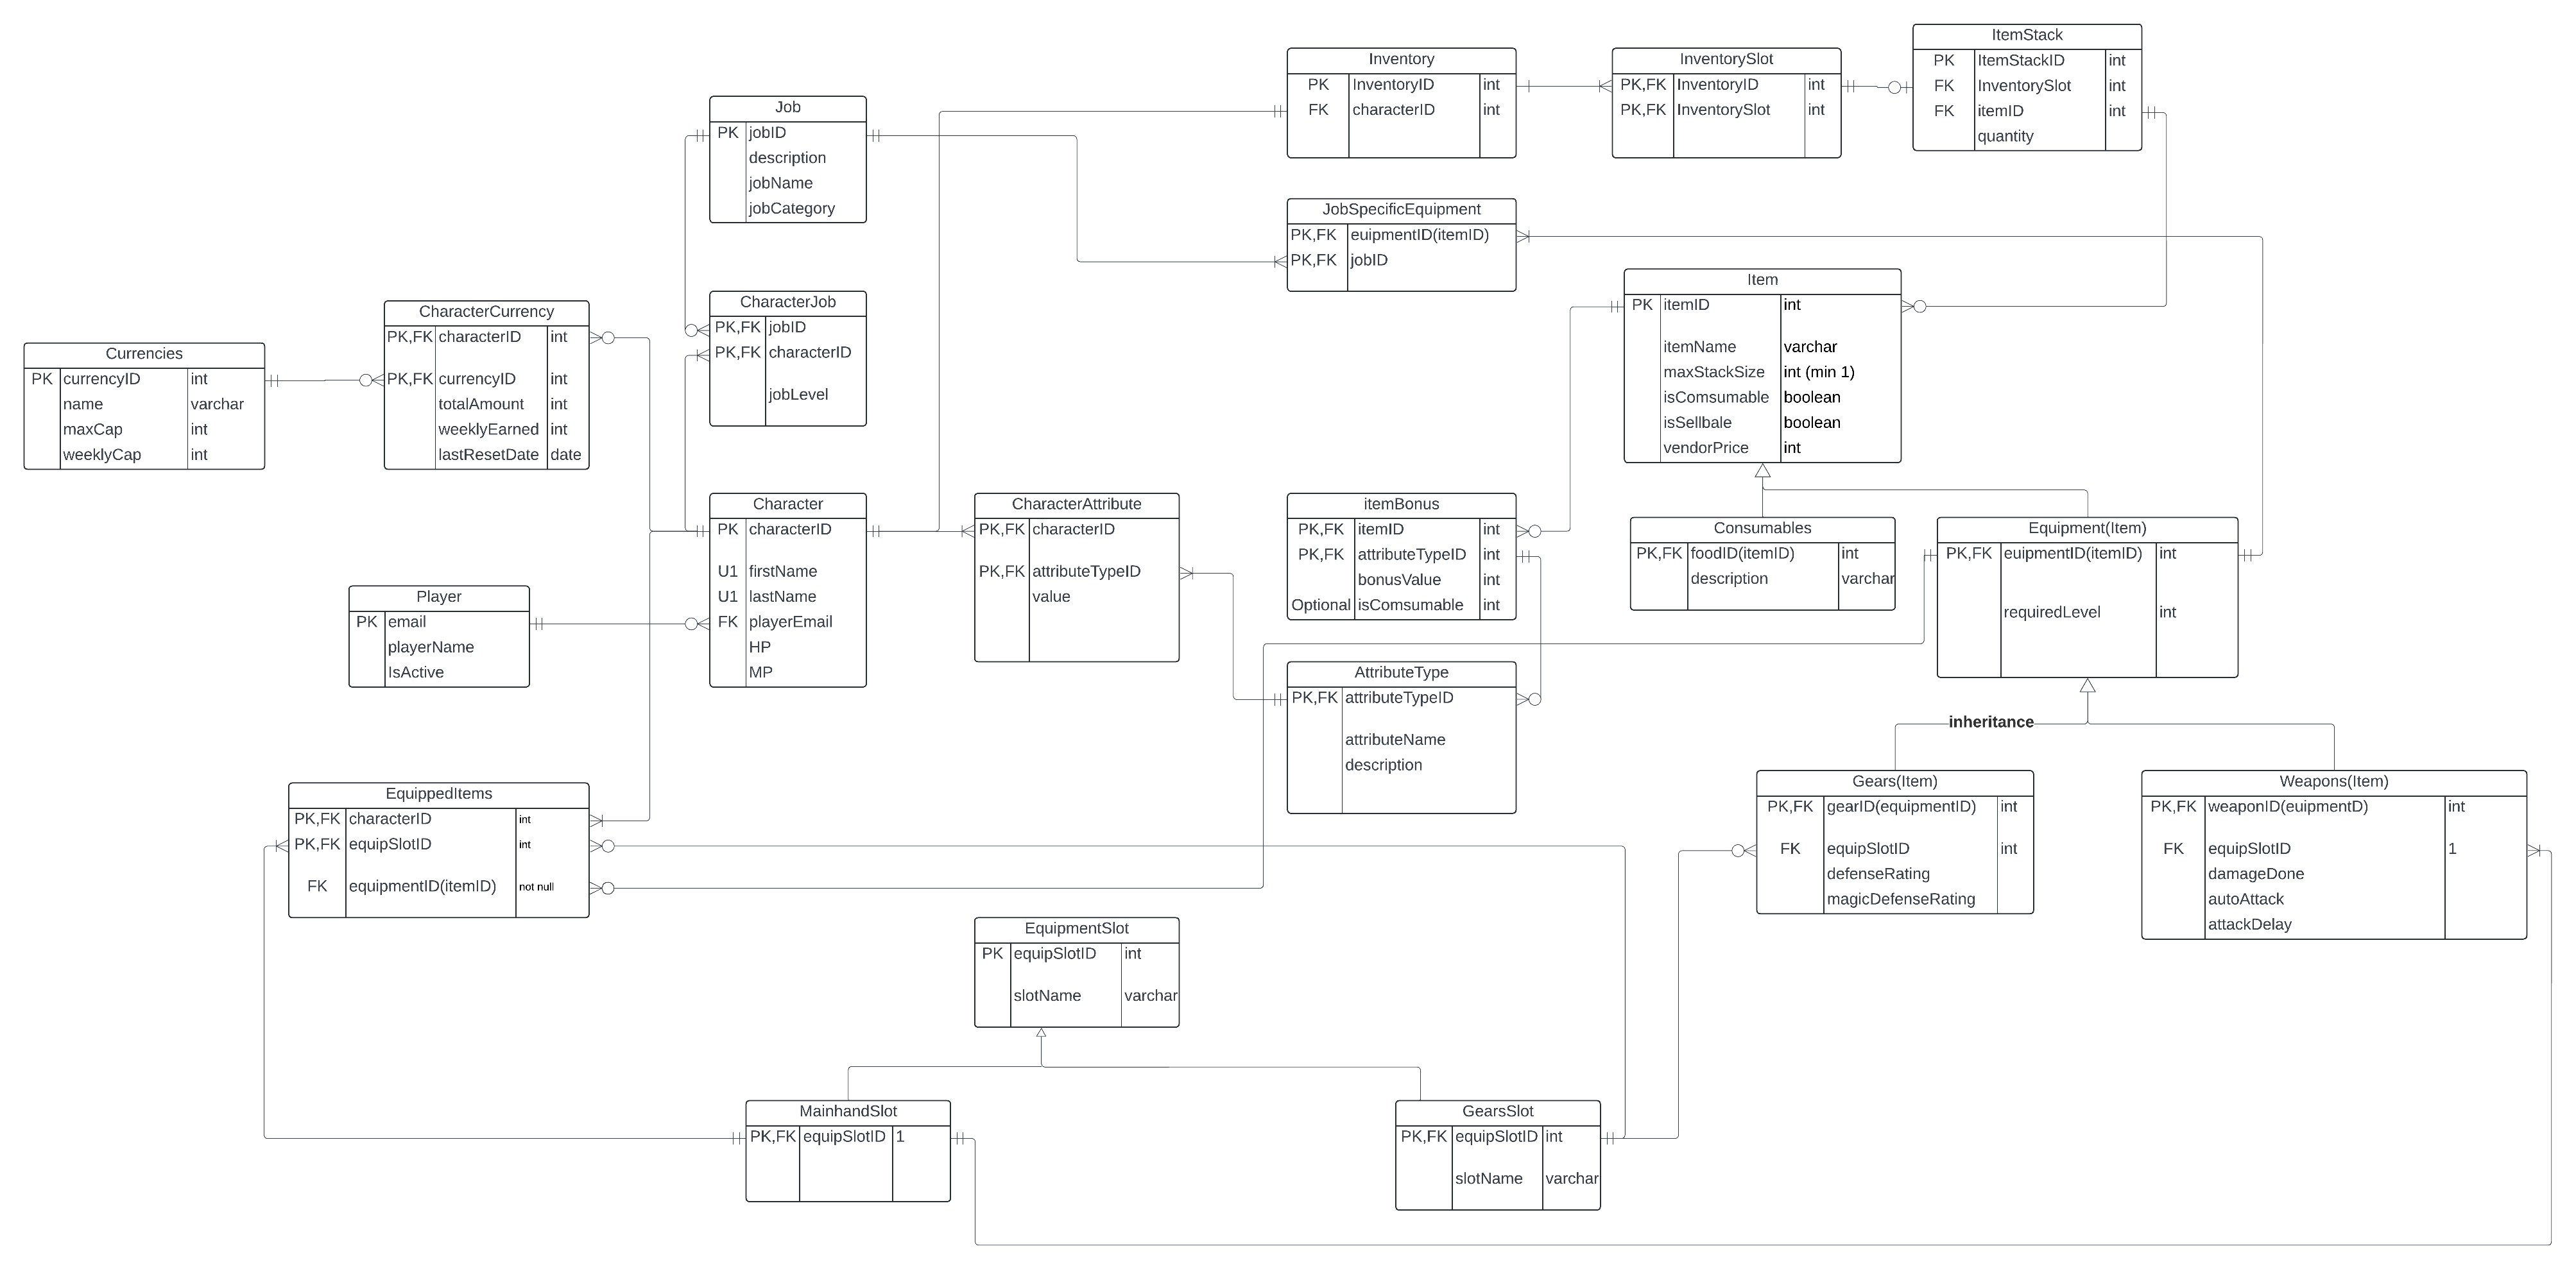 ItemStack
PK ItemStackID int
FK InventorySlot int
FK itemID int
quantity
Inventory
PK InventoryID int
FK characterID int
InventorySlot
PK,FK InventoryID int
PK,FK InventorySlot int
Job
PK jobID
description
jobName
jobCategory
JobSpecificEquipment
PK,FK euipmentID(itemID)
PK,FK jobID
Item
PK itemID int
itemName varchar
maxStackSize int (min 1)
isComsumable boolean
isSellbale boolean
vendorPrice int
CharacterJob
PK,FK jobID
PK,FK characterID
jobLevel
CharacterCurrency
PK,FK characterID int
PK,FK currencyID int
totalAmount int
weeklyEarned int
lastResetDate date
Currencies
PK currencyID int
name varchar
maxCap int
weeklyCap int
Character
PK characterID
U1 firstName
U1 lastName
FK playerEmail
HP
MP
CharacterAttribute
PK,FK characterID
PK,FK attributeTypeID
value
itemBonus
PK,FK itemID int
PK,FK attributeTypeID int
bonusValue int
Optional isComsumable int
Consumables
PK,FK foodID(itemID) int
description varchar
Equipment(Item)
PK,FK euipmentID(itemID) int
requiredLevel int
Player
PK email
playerName
IsActive
AttributeType
PK,FK attributeTypeID
attributeName
description
inheritance
Gears(Item)
PK,FK gearID(equipmentID) int
FK equipSlotID int
defenseRating
magicDefenseRating
Weapons(Item)
PK,FK weaponID(euipmentD) int
FK equipSlotID 1
damageDone
autoAttack
attackDelay
EquippedItems
PK,FK characterID int
PK,FK equipSlotID int
FK equipmentID(itemID) not null
EquipmentSlot
PK equipSlotID int
slotName varchar
MainhandSlot
PK,FK equipSlotID 1
GearsSlot
PK,FK equipSlotID int
slotName varchar